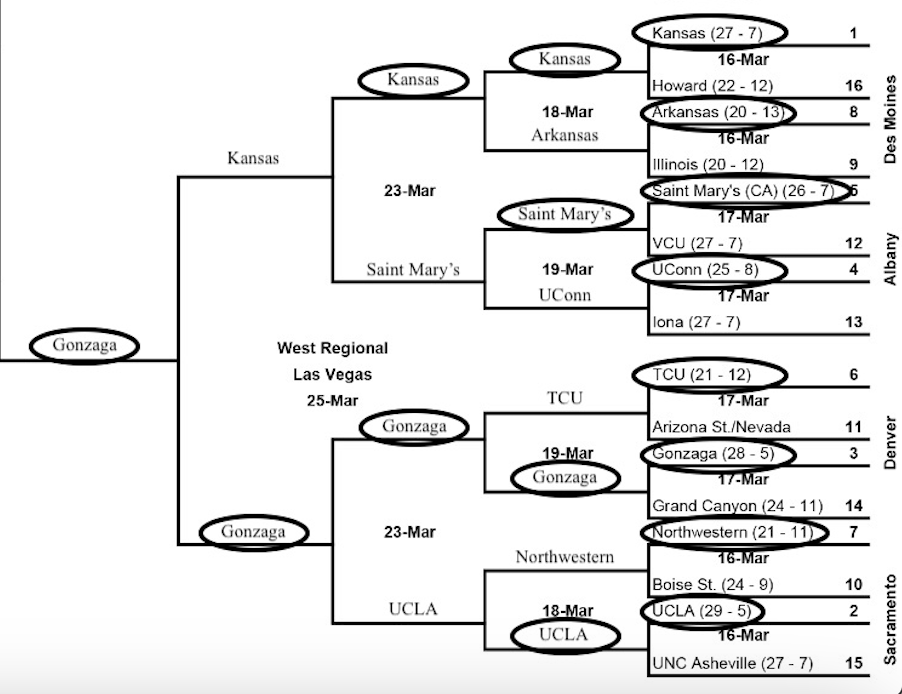 Kansas (27 - 7) 1
Kansas 16-Mar
Kansas Howard (22 - 12) 16
18-Mar Arkansas (20 - 13) 8
Arkansas 16-Mar
Kansas Illinois (20 - 12) 9
23-Mar Saint Mary's (CA) (26 - 7) 5
Saint Mary’s 17-Mar
VCU (27 - 7) 12
Saint Mary’s 19-Mar UConn (25 - 8) 4
UConn 17-Mar
Iona (27 - 7) 13
Des Moines
Albany
Gonzaga
West Regional
Las Vegas
25-Mar
TCU (21 - 12) 6
TCU 17-Mar
Gonzaga Arizona St./Nevada 11
19-Mar Gonzaga (28 - 5) 3
Gonzaga 17-Mar
Grand Canyon (24 - 11) 14
Gonzaga 23-Mar Northwestern (21 - 11) 7
Northwestern 16-Mar
Boise St. (24 - 9) 10
UCLA 18-Mar UCLA (29 - 5) 2
UCLA 16-Mar
UNC Asheville (27 - 7) 15
Denver
Sacramento